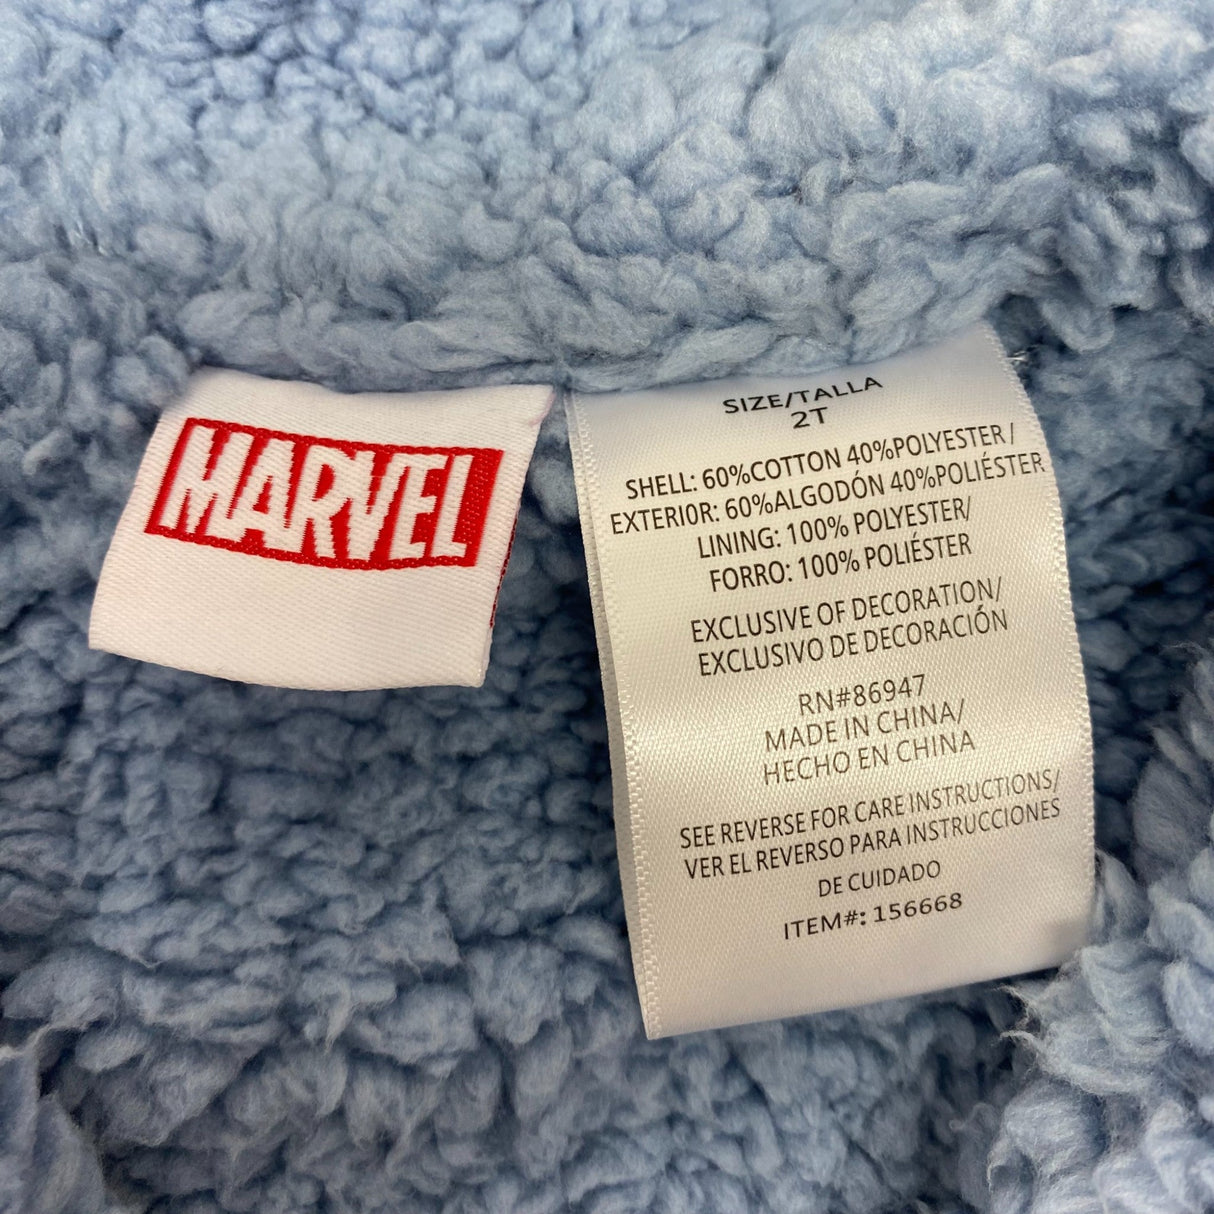 MARVEL
SIZE/TALLA
2T
SHELL: 60%COTTON 40%POLYESTER/
EXTERIOR: 60%ALGODÓN 40%POLIÉSTER
LINING: 100% POLYESTER/
FORRO: 100% POLIÉSTER
EXCLUSIVE OF DECORATION/
EXCLUSIVO DE DECORACIÓN
RN#86947
MADE IN CHINA/
HECHO EN CHINA
SEE REVERSE FOR CARE INSTRUCTIONS/
VER EL REVERSO PARA INSTRUCCIONES
DE CUIDADO
ITEM#: 156668